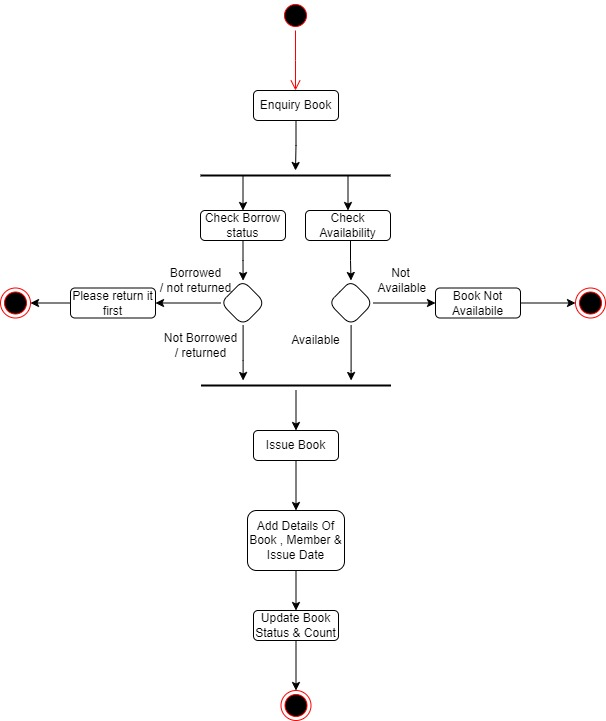 Enquiry Book
Check Borrow
status
Check
Availability
Borrowed
/ not returned
Not
Available
Please return it
first
Book Not
Availabile
Not Borrowed
/ returned
Available
Issue Book
Add Details Of
Book , Member &
Issue Date
Update Book
Status & Count